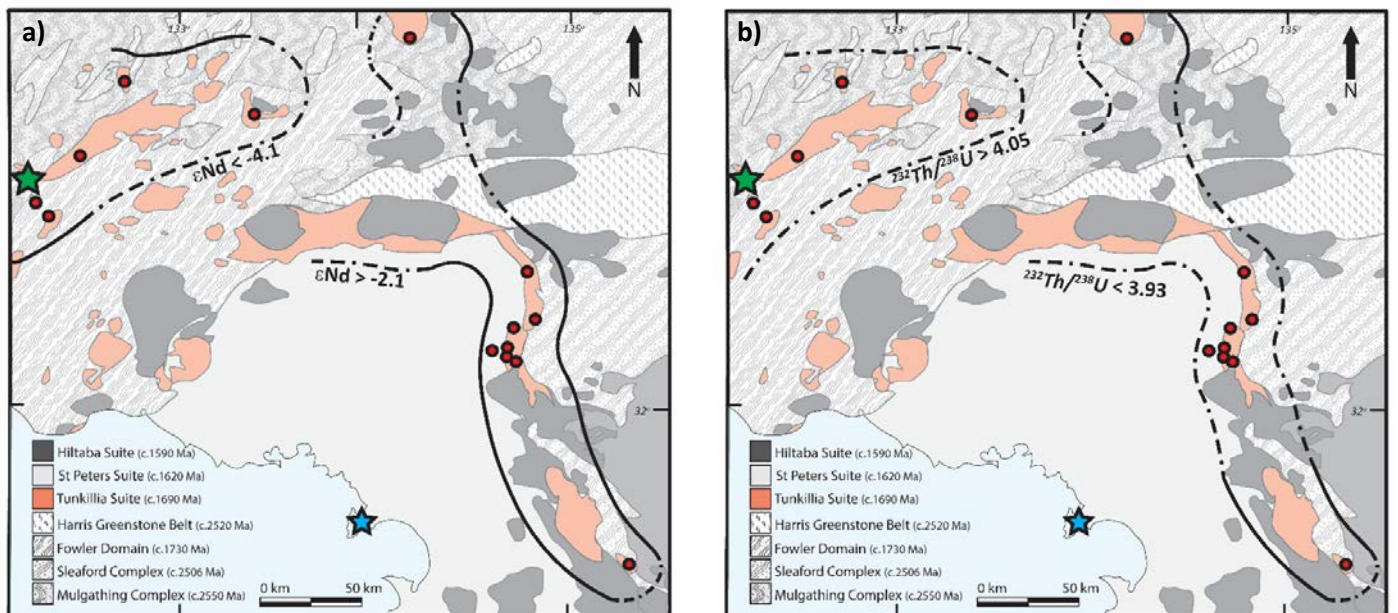 a)
133°
135°
N
εNd < -4.1
εNd > -2.1
32°
Hiltaba Suite (c.1590 Ma)
St Peters Suite (c.1620 Ma)
Tunkillia Suite (c.1690 Ma)
Harris Greenstone Belt (c.2520 Ma)
Fowler Domain (c.1730 Ma)
Sleaford Complex (c.2506 Ma)
Mulgathing Complex (c.2550 Ma)
0 km 50 km
b)
133°
135°
N
²³²Th/²³⁸U > 4.05
²³²Th/²³⁸U < 3.93
32°
Hiltaba Suite (c.1590 Ma)
St Peters Suite (c.1620 Ma)
Tunkillia Suite (c.1690 Ma)
Harris Greenstone Belt (c.2520 Ma)
Fowler Domain (c.1730 Ma)
Sleaford Complex (c.2506 Ma)
Mulgathing Complex (c.2550 Ma)
0 km 50 km